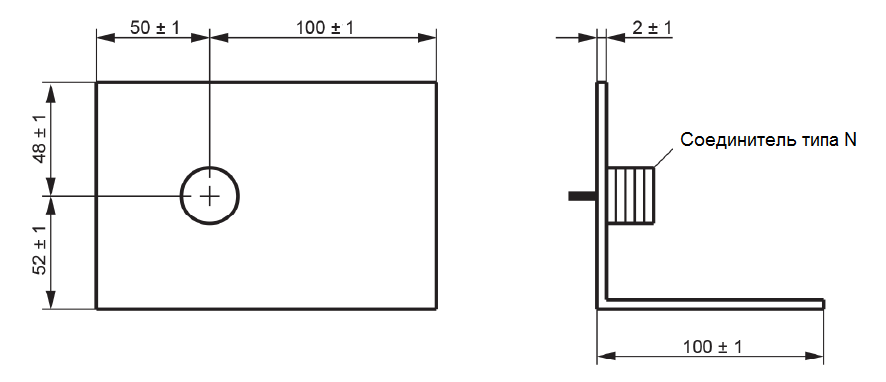 50 ± 1
100 ± 1
2 ± 1
48 ± 1
Соединитель типа N
52 ± 1
100 ± 1